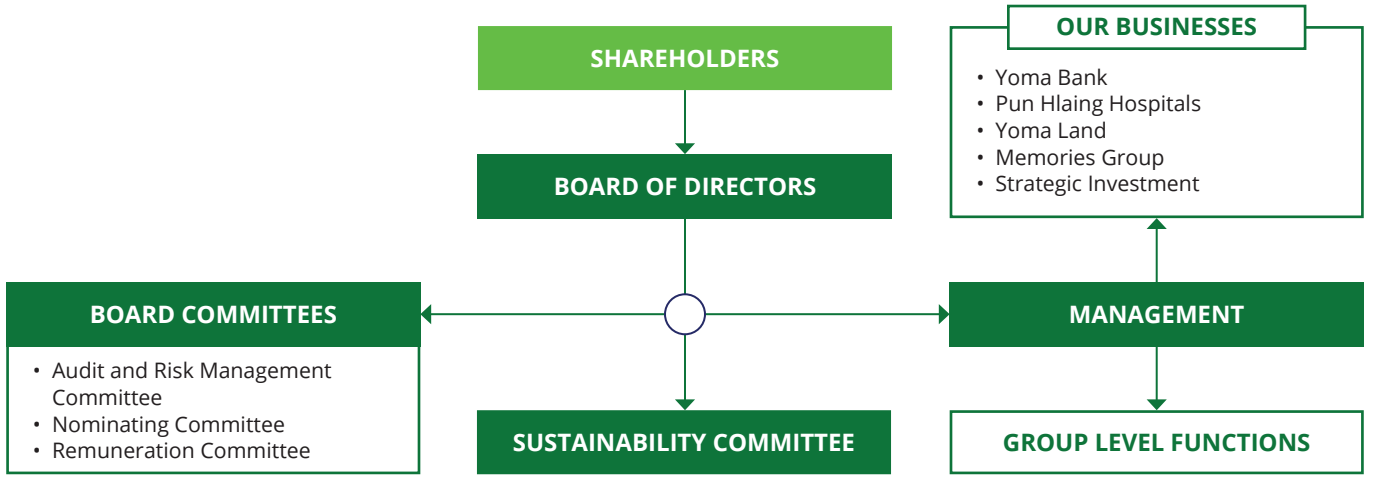 SHAREHOLDERS
BOARD OF DIRECTORS
OUR BUSINESSES
• Yoma Bank
• Pun Hlaing Hospitals
• Yoma Land
• Memories Group
• Strategic Investment
BOARD COMMITTEES
• Audit and Risk Management
Committee
• Nominating Committee
• Remuneration Committee
SUSTAINABILITY COMMITTEE
MANAGEMENT
GROUP LEVEL FUNCTIONS